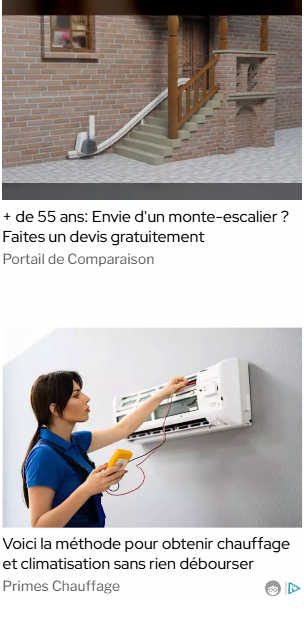 + de 55 ans: Envie d'un monte-escalier ?
Faites un devis gratuitement
Portail de Comparaison
Voici la méthode pour obtenir chauffage
et climatisation sans rien débourser
Primes Chauffage